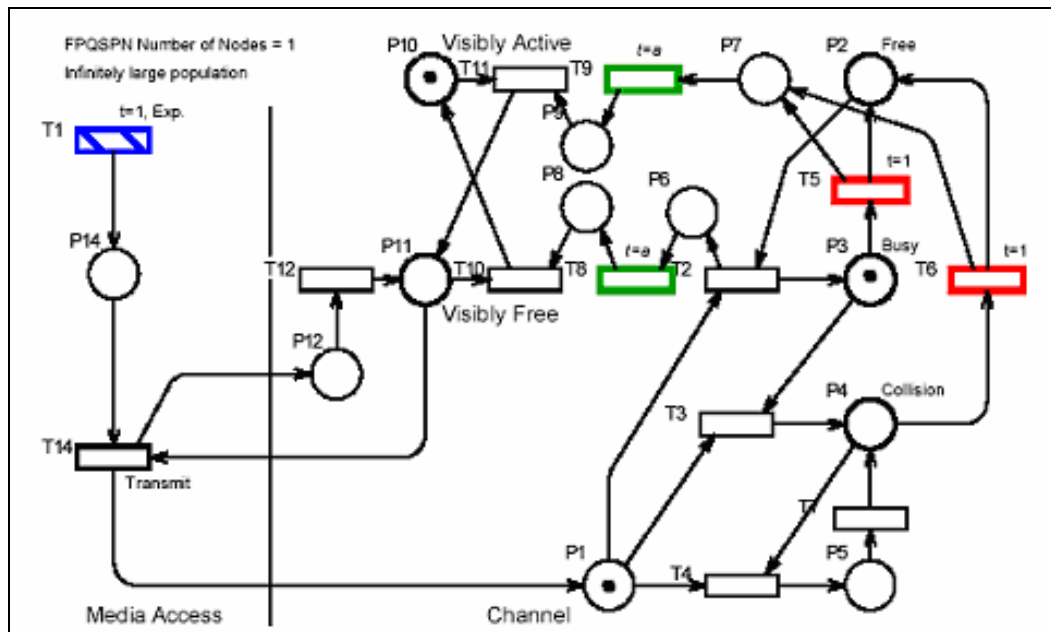 FPQSPN Number of Nodes = 1
Infinitely large population
P10
Visibly Active
T11
T9
t=a
P7
P2
Free
t=1, Exp.
T1
P9
P8
P6
T5
t=1
P14
P11
T12
T10
T8
t=a
T2
P3
Busy
T6
t=1
Visibly Free
P12
P4
Collision
T3
T14
Transmit
T7
P1
T4
P5
Media Access
Channel